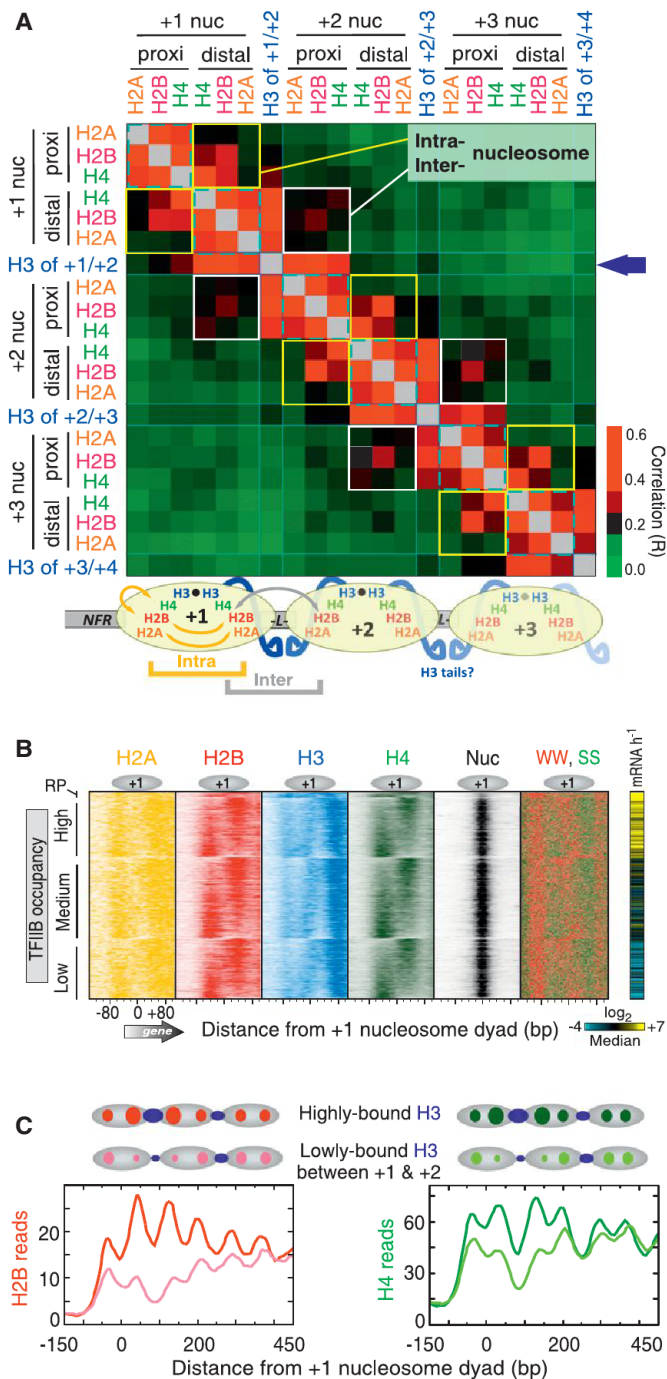 A
+1 nuc +2 nuc +3 nuc
proxi distal proxi distal proxi distal
H2A H2B H4 H4 H2B H2A H3 of +1/+2 H2A H2B H4 H4 H2B H2A H3 of +2/+3 H2A H2B H4 H4 H2B H2A H3 of +3/+4
+1 nuc
proxi
H2A
H2B
H4
distal
H4
H2B
H2A
H3 of +1/+2
+2 nuc
proxi
H2A
H2B
H4
distal
H4
H2B
H2A
H3 of +2/+3
+3 nuc
proxi
H2A
H2B
H4
distal
H4
H2B
H2A
H3 of +3/+4
Intra-
Inter-
nucleosome
0.6
0.4
0.2
0.0
Correlation (R)
H3 H3 H3 H3 H3 H3
H4 H4 H4 H4 H4 H4
NFR H2B +1 H2B -L- H2B +2 H2B L- H2B +3 H2B
H2A H2A H2A H2A H2A H2A
Intra
Inter
H3 tails?
B
H2A H2B H3 H4 Nuc WW, SS
RP +1 +1 +1 +1 +1 +1
mRNA h-1
TFIIB occupancy
High
Medium
Low
-80 0 +80
gene
Distance from +1 nucleosome dyad (bp)
log2
-4 +7
Median
C
Highly-bound H3
Lowly-bound H3
between +1 & +2
H2B reads
20
10
0
-150 0 200 450
H4 reads
60
30
0
-150 0 200 450
Distance from +1 nucleosome dyad (bp)